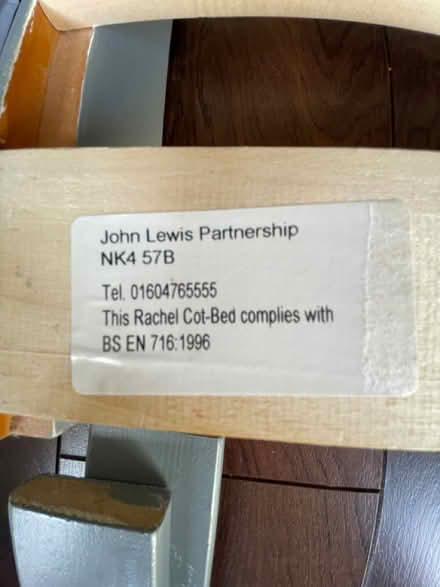 John Lewis Partnership
NK4 57B
Tel. 01604765555
This Rachel Cot-Bed complies with
BS EN 716:1996